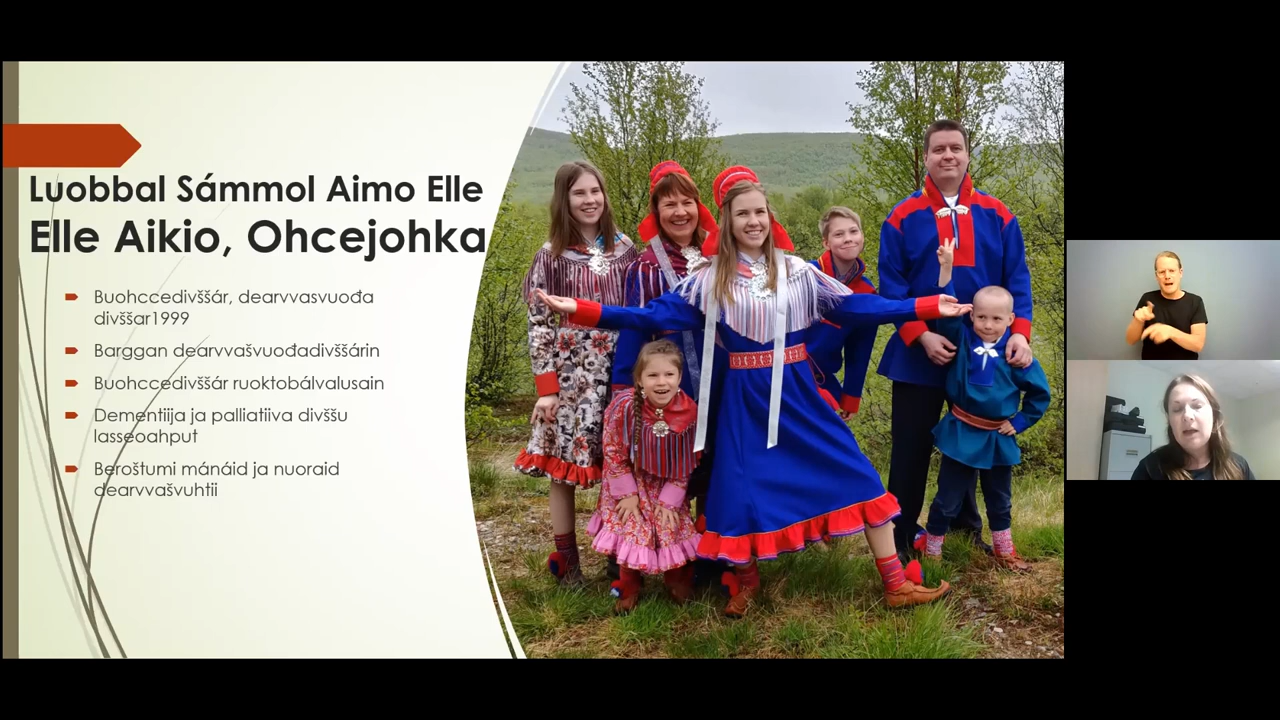 Luobbal Sámmol Aimo Elle
Elle Aikio, Ohcejohka
Buohccedivššár, dearvvasvuođa
divššar1999
Barggan dearvvašvuođadivššárin
Buohccedivššár ruoktobálvalusain
Dementiija ja palliatiiva divššu
lasseoahput
Beroštumi mánáid ja nuoraid
dearvvašvuhtii